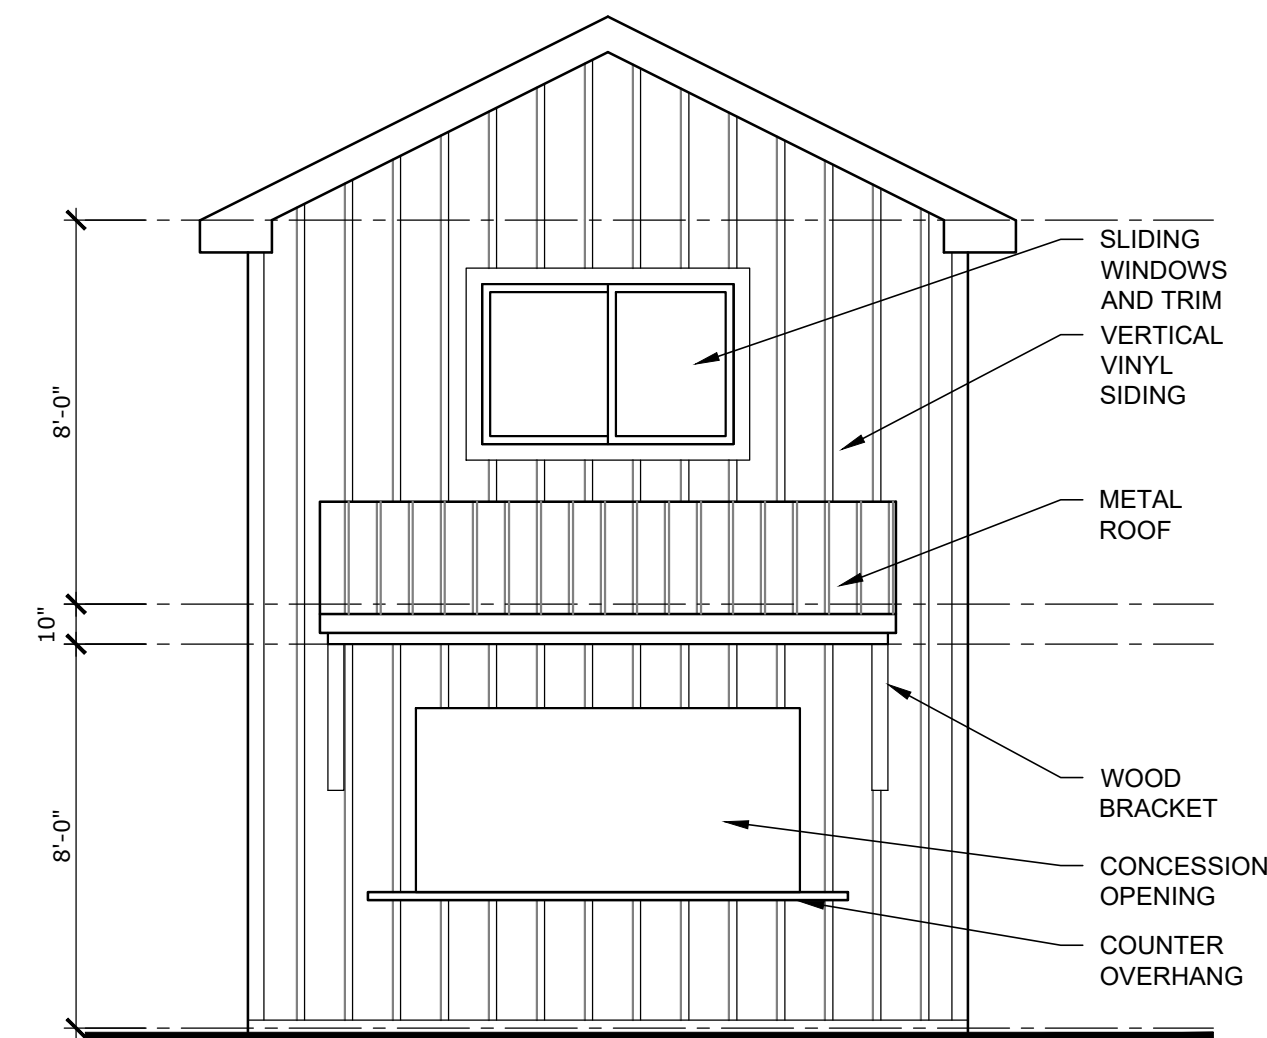 SLIDING
WINDOWS
AND TRIM
VERTICAL
VINYL
SIDING
8'-0"
METAL
ROOF
10"
WOOD
BRACKET
8'-0"
CONCESSION
OPENING
COUNTER
OVERHANG